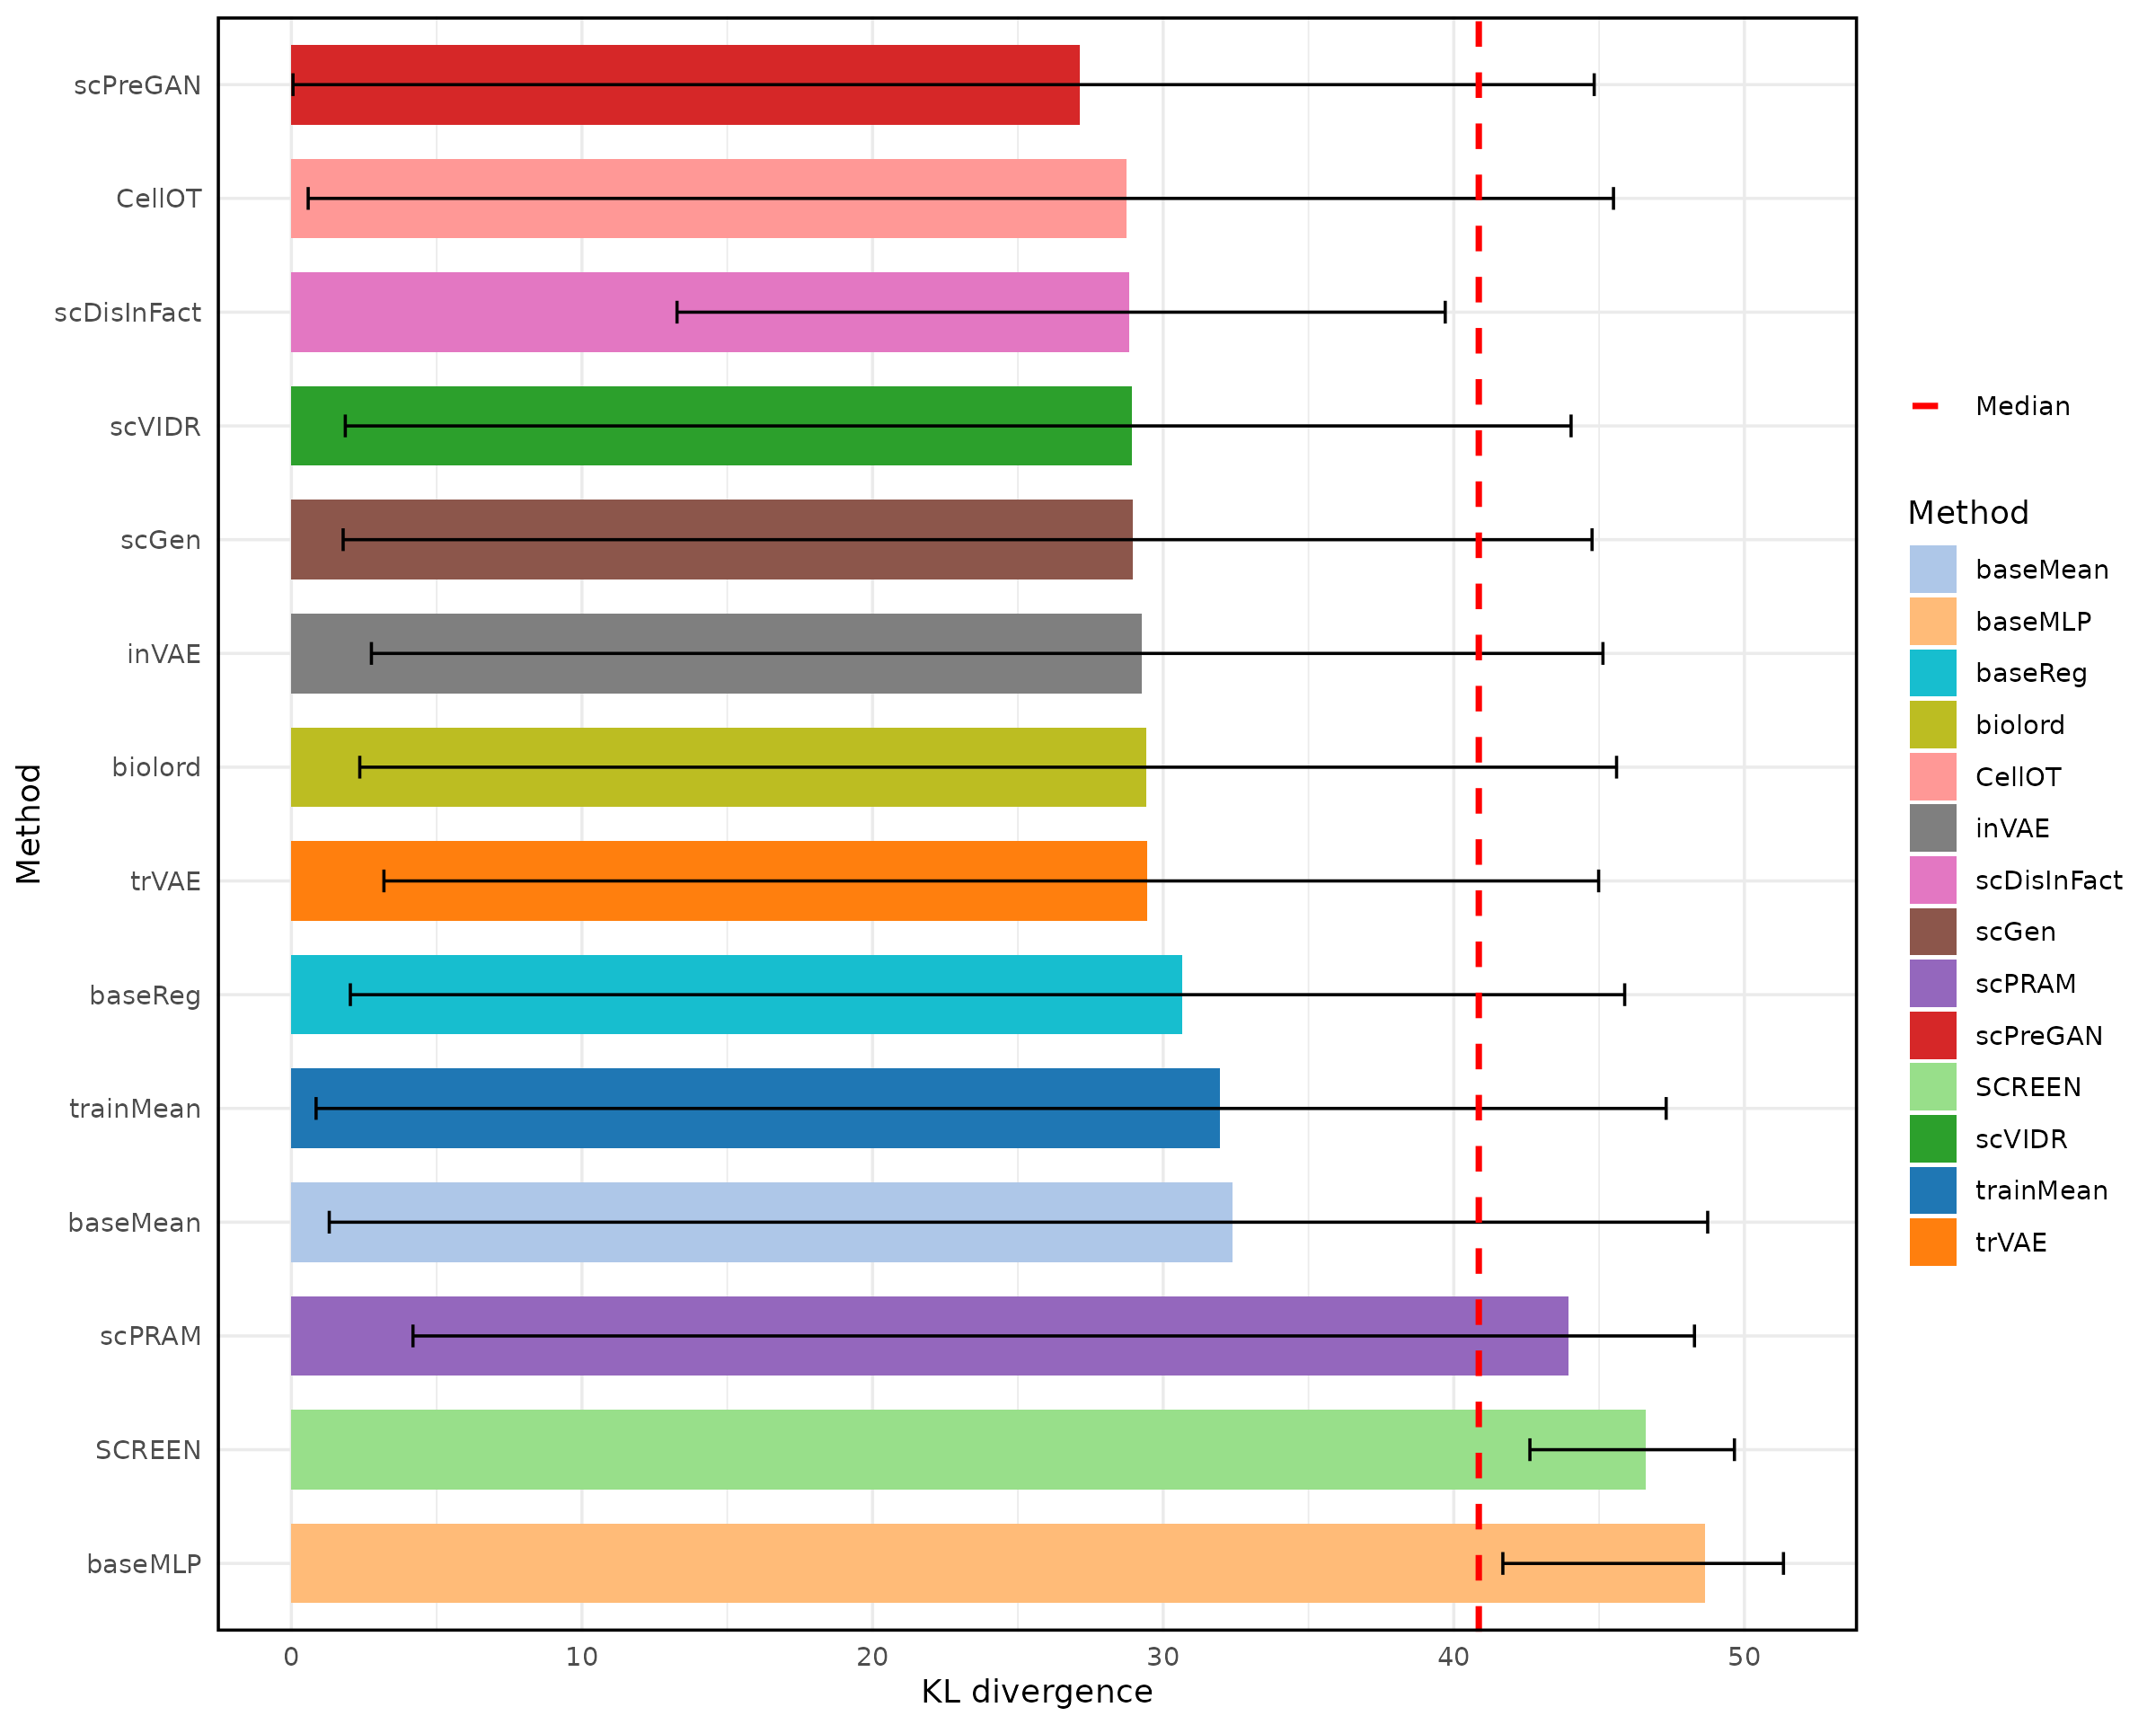 scPreGAN
CellOT
scDisInFact
scVIDR
scGen
inVAE
biolord
trVAE
baseReg
trainMean
baseMean
scPRAM
SCREEN
baseMLP
Method
0 10 20 30 40 50
KL divergence
Median
Method
baseMean
baseMLP
baseReg
biolord
CellOT
inVAE
scDisInFact
scGen
scPRAM
scPreGAN
SCREEN
scVIDR
trainMean
trVAE